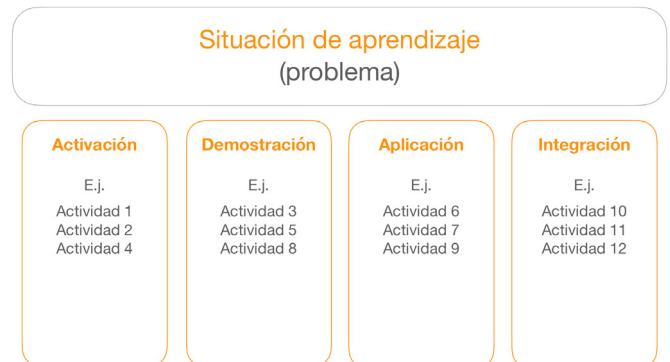 Situación de aprendizaje
(problema)
Activación
E.j.
Actividad 1
Actividad 2
Actividad 4
Demostración
E.j.
Actividad 3
Actividad 5
Actividad 8
Aplicación
E.j.
Actividad 6
Actividad 7
Actividad 9
Integración
E.j.
Actividad 10
Actividad 11
Actividad 12